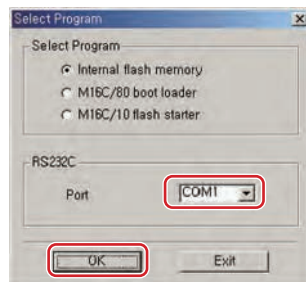 Select Program
Select Program
Internal flash memory
M16C/80 boot loader
M16C/10 flash starter
RS232C
Port
COM1
OK
Exit